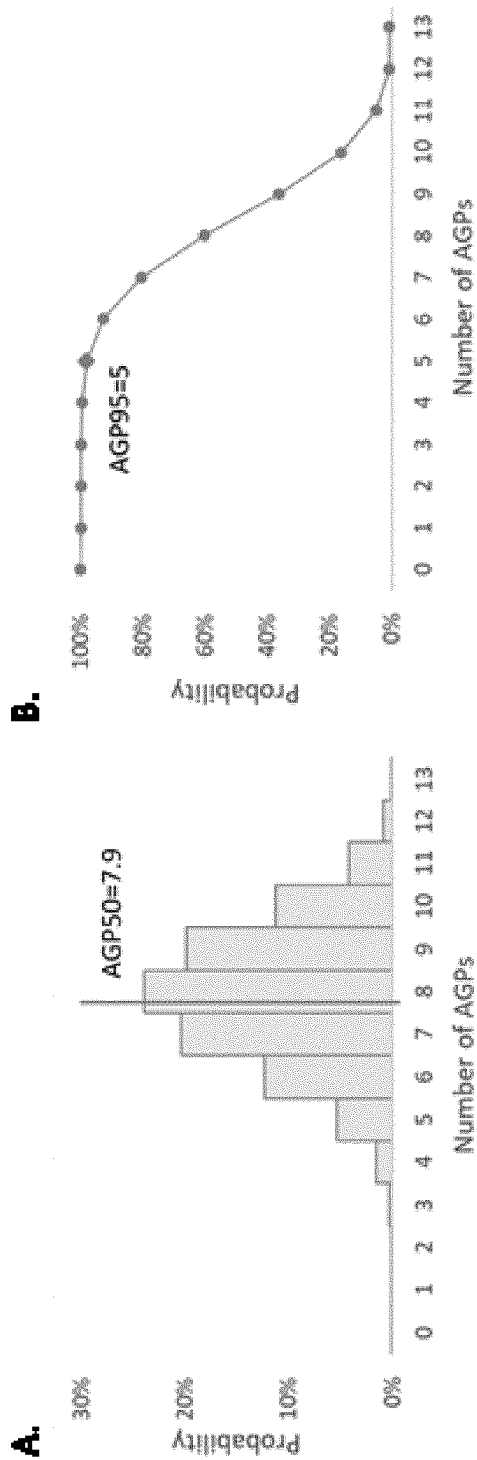 A.
Probability
30%
20%
10%
0%
AGP50=7.9
0 1 2 3 4 5 6 7 8 9 10 11 12 13
Number of AGPs
B.
Probability
100%
80%
60%
40%
20%
0%
AGP95=5
0 1 2 3 4 5 6 7 8 9 10 11 12 13
Number of AGPs